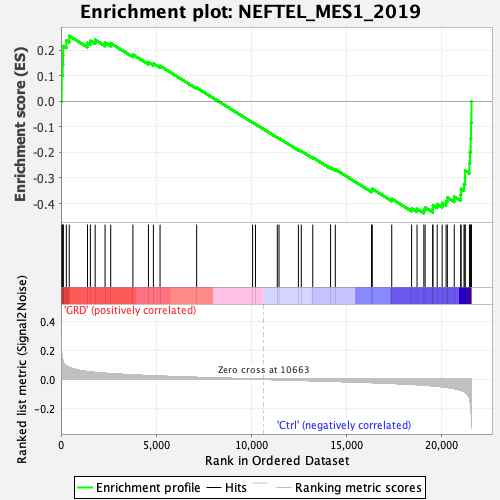 Enrichment plot: NEFTEL_MES1_2019
Enrichment score (ES)
0.2
0.1
0.0
-0.1
-0.2
-0.3
-0.4
'GRD' (positively correlated)
Ranked list metric (Signal2Noise)
0.4
0.2
0.0
-0.2
Zero cross at 10663
'Ctrl' (negatively correlated)
0
5,000
10,000
15,000
20,000
Rank in Ordered Dataset
Enrichment profile
Hits
Ranking metric scores